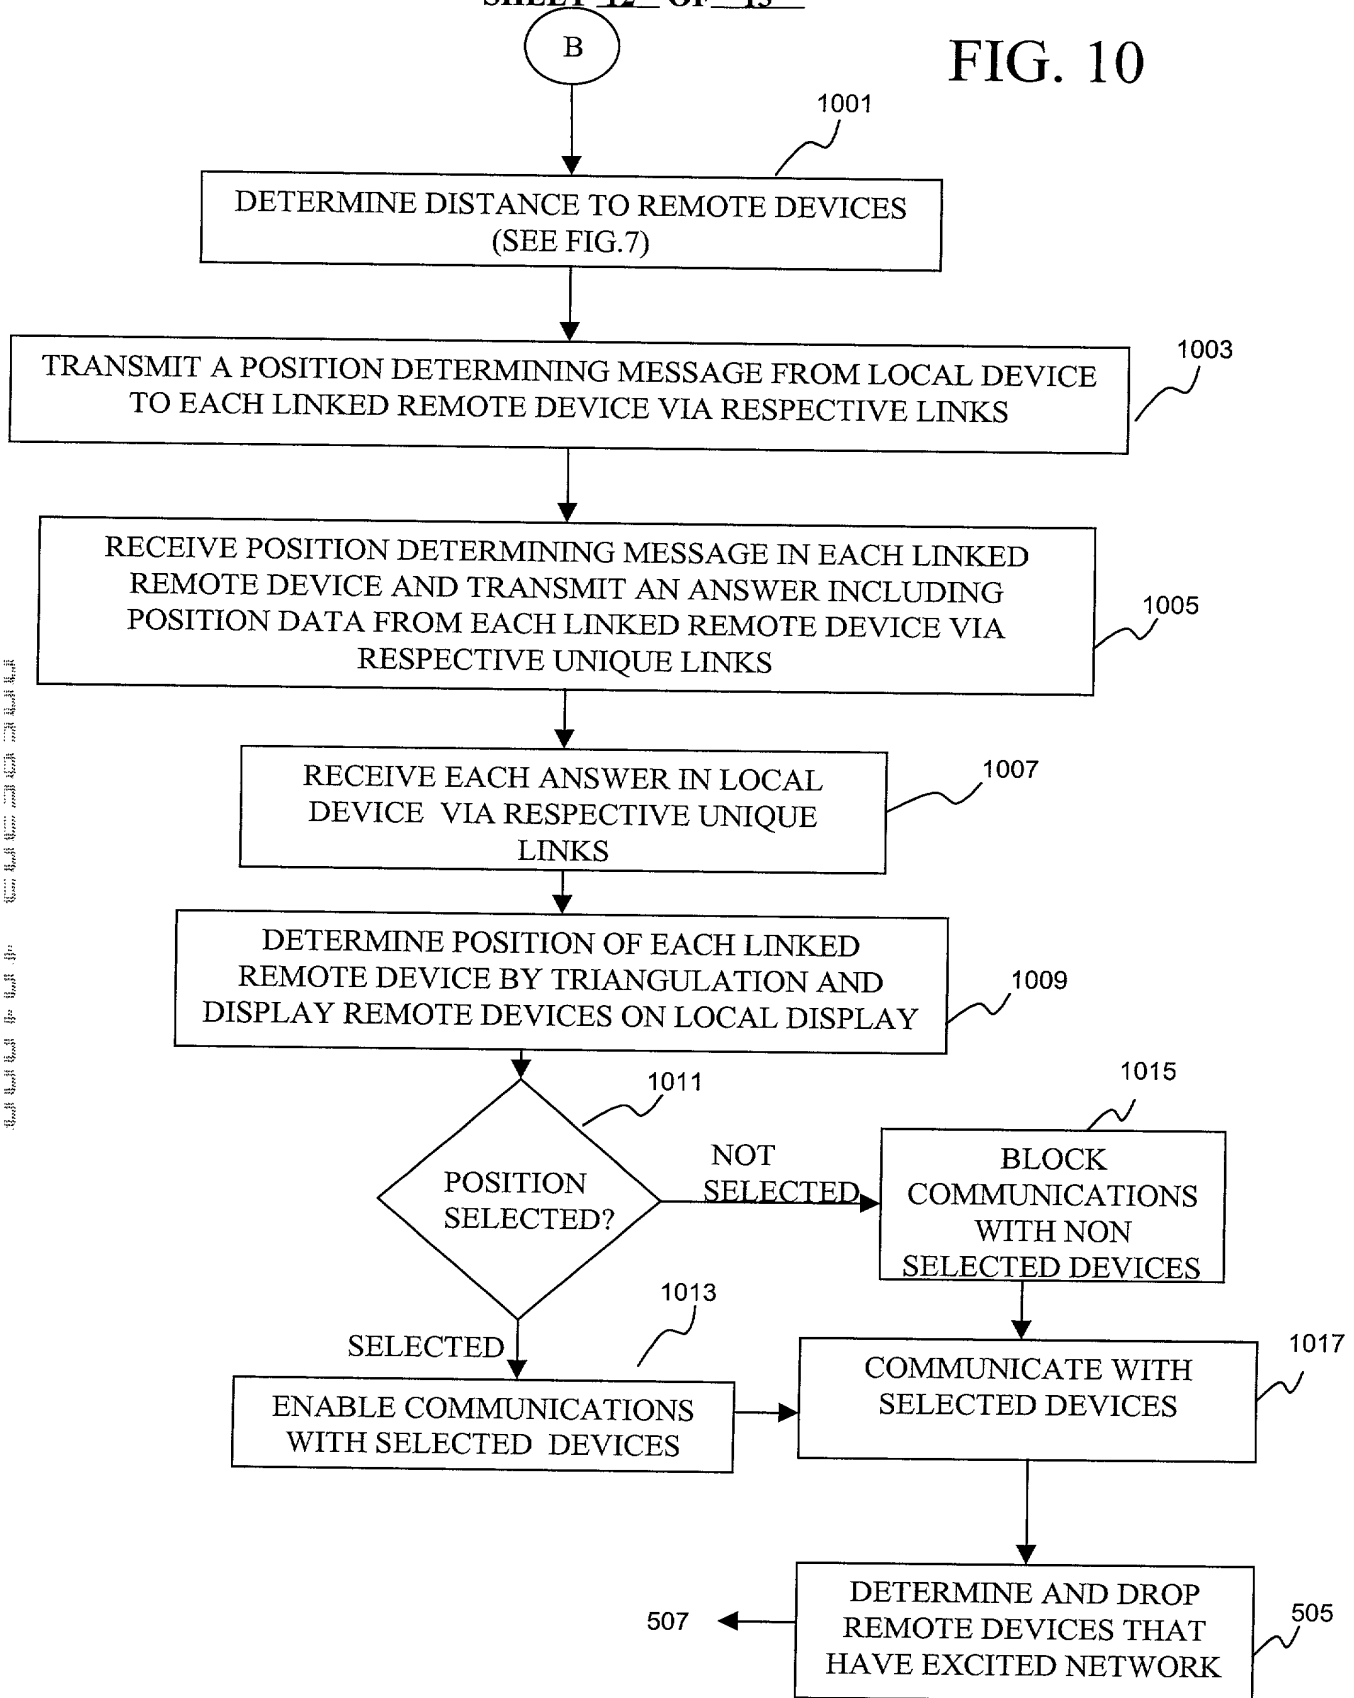 SHEET 12 OF 13
B
FIG. 10
1001
DETERMINE DISTANCE TO REMOTE DEVICES
(SEE FIG.7)
1003
TRANSMIT A POSITION DETERMINING MESSAGE FROM LOCAL DEVICE
TO EACH LINKED REMOTE DEVICE VIA RESPECTIVE LINKS
RECEIVE POSITION DETERMINING MESSAGE IN EACH LINKED
REMOTE DEVICE AND TRANSMIT AN ANSWER INCLUDING
POSITION DATA FROM EACH LINKED REMOTE DEVICE VIA
RESPECTIVE UNIQUE LINKS
1005
RECEIVE EACH ANSWER IN LOCAL
DEVICE VIA RESPECTIVE UNIQUE
LINKS
1007
DETERMINE POSITION OF EACH LINKED
REMOTE DEVICE BY TRIANGULATION AND
DISPLAY REMOTE DEVICES ON LOCAL DISPLAY
1009
1011
POSITION
SELECTED?
NOT
SELECTED
1015
BLOCK
COMMUNICATIONS
WITH NON
SELECTED DEVICES
SELECTED
1013
ENABLE COMMUNICATIONS
WITH SELECTED DEVICES
COMMUNICATE WITH
SELECTED DEVICES
1017
DETERMINE AND DROP
REMOTE DEVICES THAT
HAVE EXCITED NETWORK
505
507